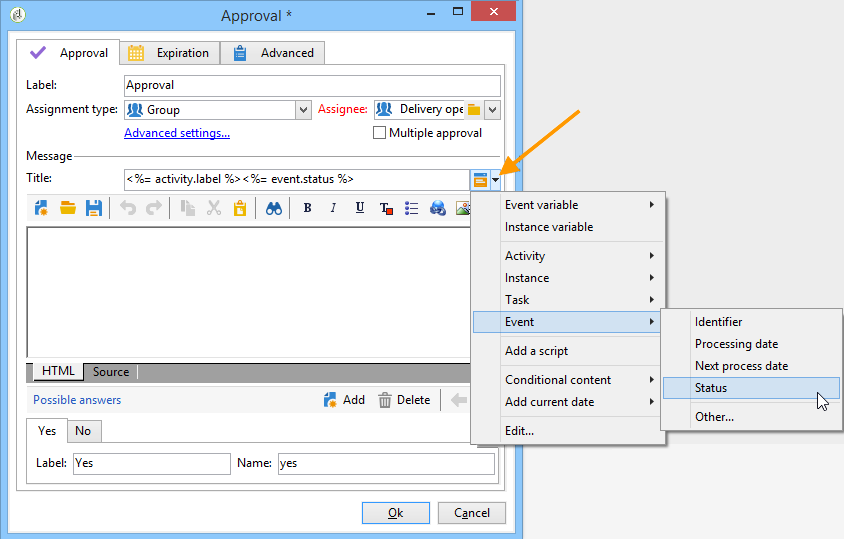 Approval *
Approval
Expiration
Advanced
Label:
Approval
Assignment type:
Group
Assignee:
Delivery ope
Advanced settings...
Multiple approval
Message
Title:
<%= activity.label %><%= event.status %>
B I U T
Event variable
Instance variable
Activity
Instance
Task
Event
Add a script
Conditional content
Add current date
Edit...
Identifier
Processing date
Next process date
Status
Other...
HTML
Source
Possible answers
Add
Delete
Yes
No
Label:
Yes
Name:
yes
Ok
Cancel